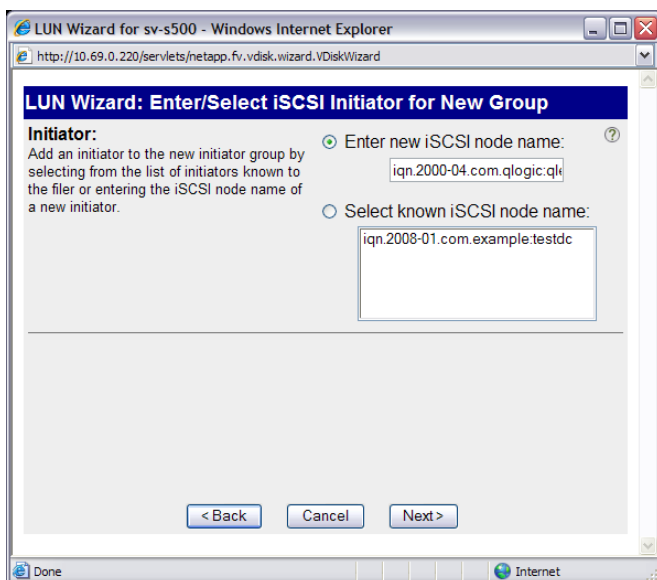 LUN Wizard for sv-s500 - Windows Internet Explorer
http://10.69.0.220/servlets/netapp.fv.vdisk.wizard.VDiskWizard
LUN Wizard: Enter/Select iSCSI Initiator for New Group
Initiator:
Add an initiator to the new initiator group by
selecting from the list of initiators known to
the filer or entering the iSCSI node name of
a new initiator.
Enter new iSCSI node name:
?
iqn.2000-04.com.qlogic:qle
Select known iSCSI node name:
iqn.2008-01.com.example:testdc
< Back
Cancel
Next >
Done
Internet